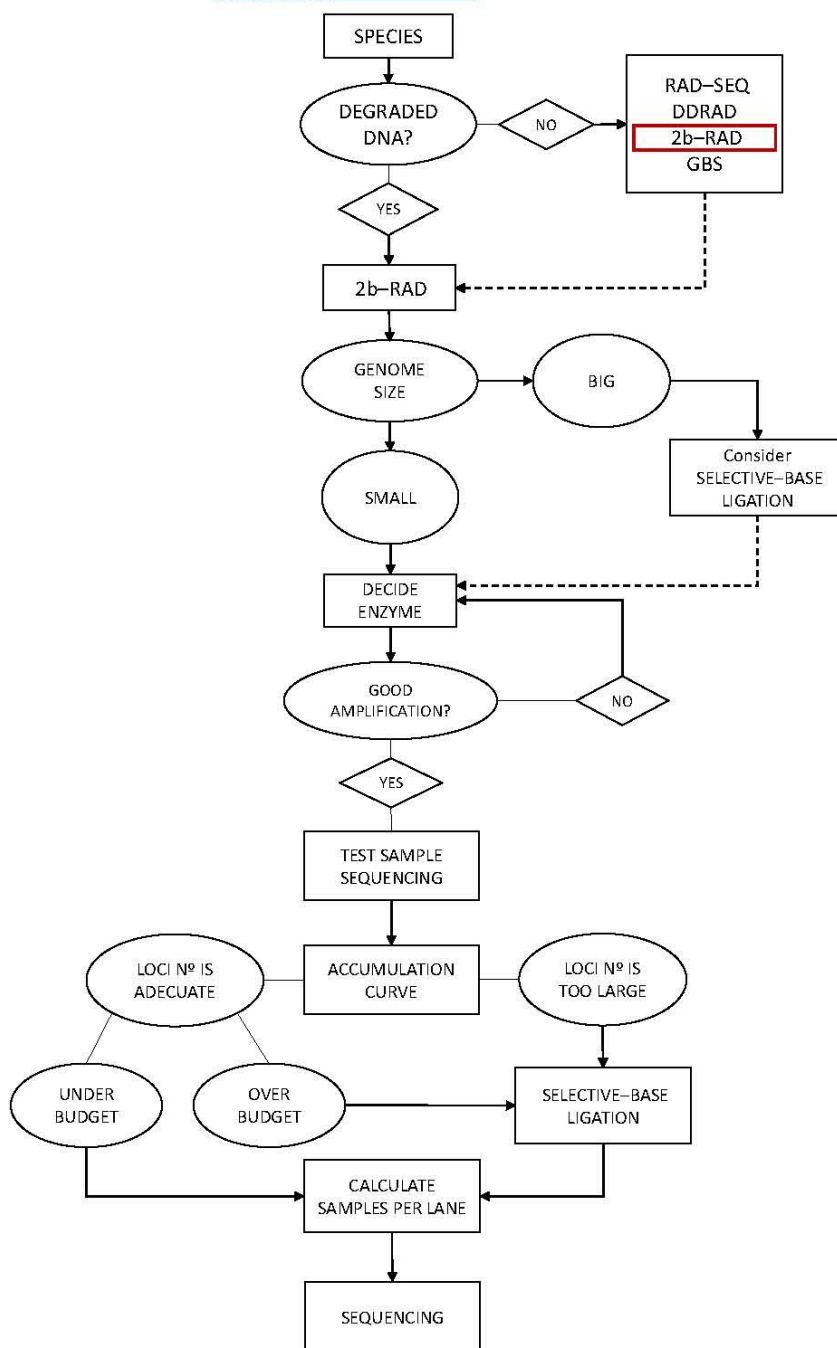 SPECIES
DEGRADED
DNA?
NO
RAD–SEQ
DDRAD
2b–RAD
GBS
YES
2b–RAD
GENOME
SIZE
BIG
Consider
SELECTIVE–BASE
LIGATION
SMALL
DECIDE
ENZYME
GOOD
AMPLIFICATION?
NO
YES
TEST SAMPLE
SEQUENCING
LOCI Nº IS
ADECUATE
ACCUMULATION
CURVE
LOCI Nº IS
TOO LARGE
UNDER
BUDGET
OVER
BUDGET
SELECTIVE–BASE
LIGATION
CALCULATE
SAMPLES PER LANE
SEQUENCING